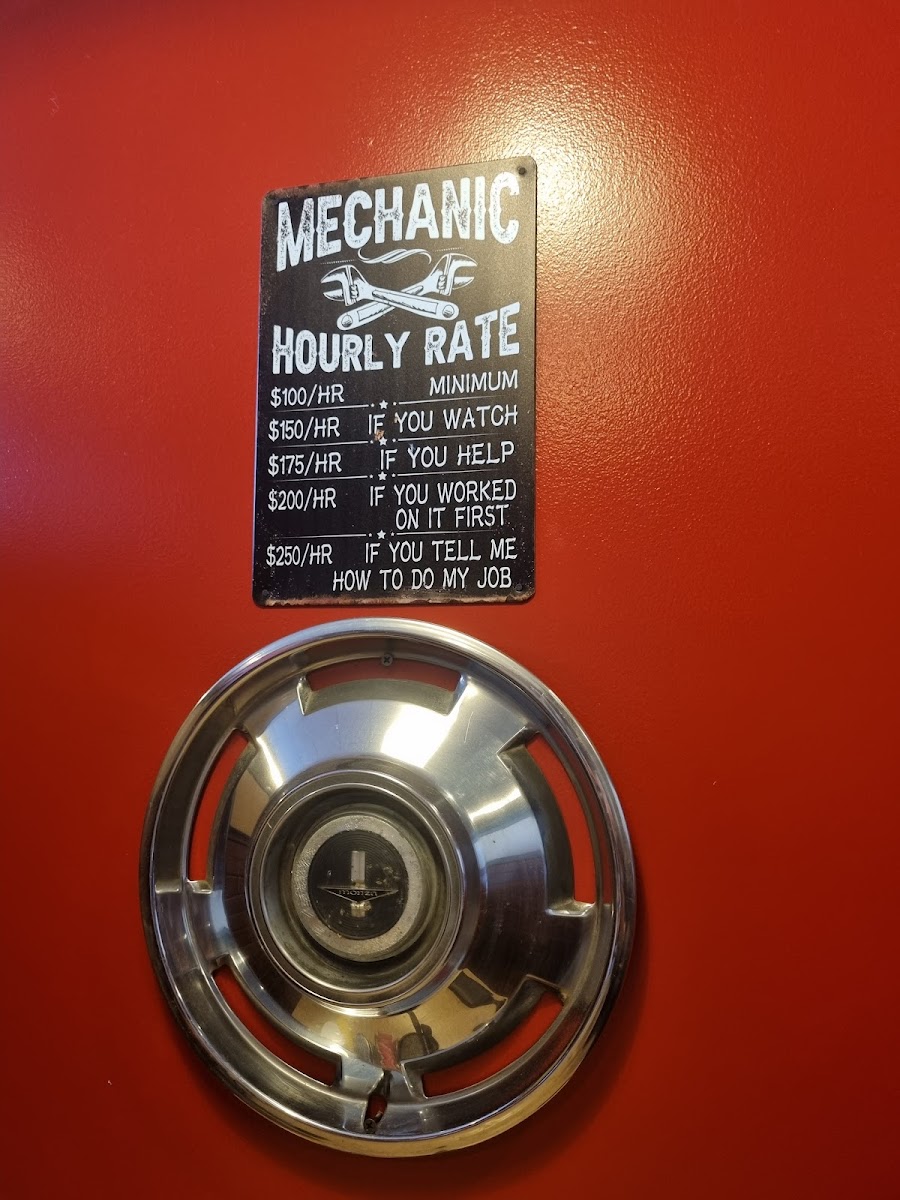 MECHANIC
HOURLY RATE
$100/HR MINIMUM
$150/HR IF YOU WATCH
$175/HR IF YOU HELP
$200/HR IF YOU WORKED
ON IT FIRST
$250/HR IF YOU TELL ME
HOW TO DO MY JOB